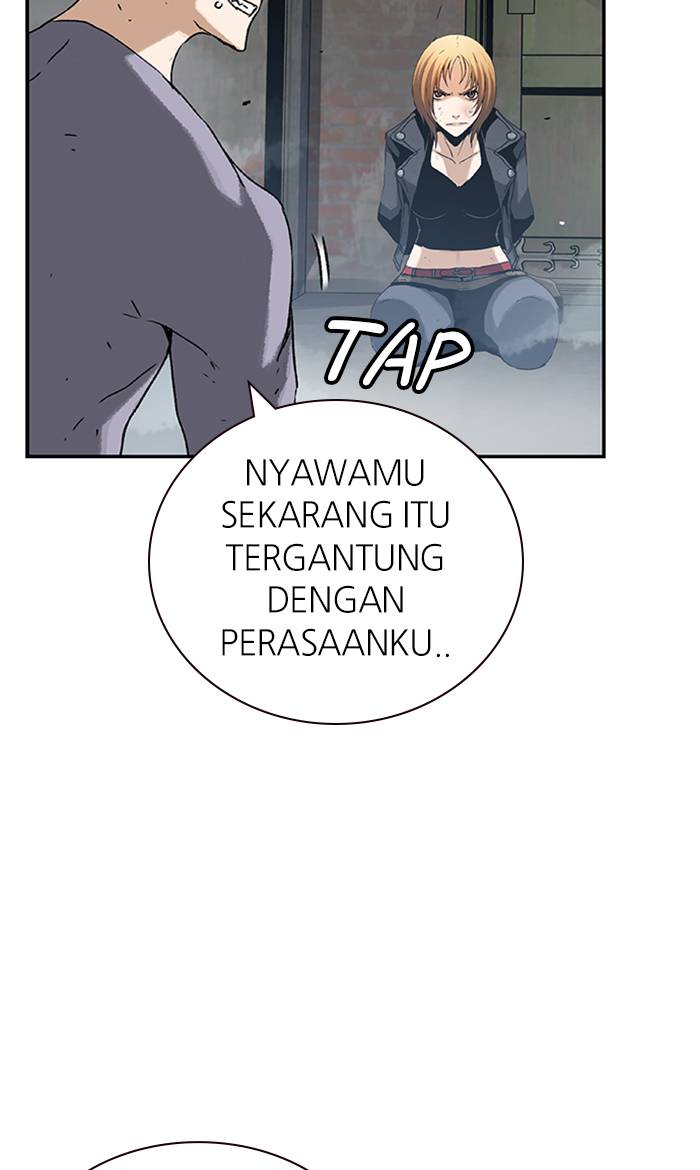 TAP
NYAWAMU
SEKARANG ITU
TERGANTUNG
DENGAN
PERASAANKU..